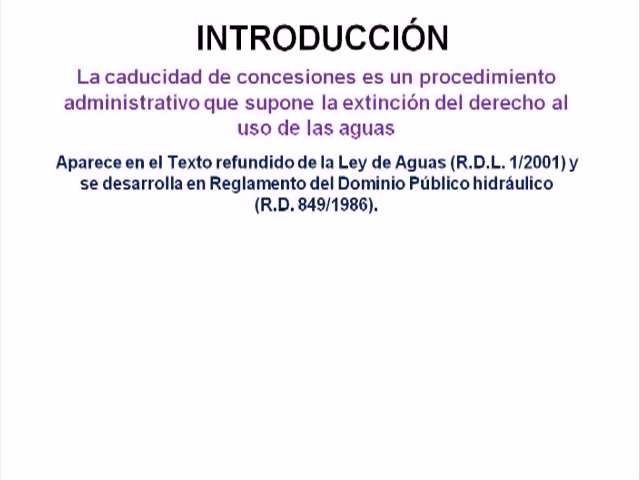 INTRODUCCIÓN
La caducidad de concesiones es un procedimiento
administrativo que supone la extinción del derecho al
uso de las aguas
Aparece en el Texto refundido de la Ley de Aguas (R.D.L. 1/2001) y
se desarrolla en Reglamento del Dominio Público hidráulico
(R.D. 849/1986).